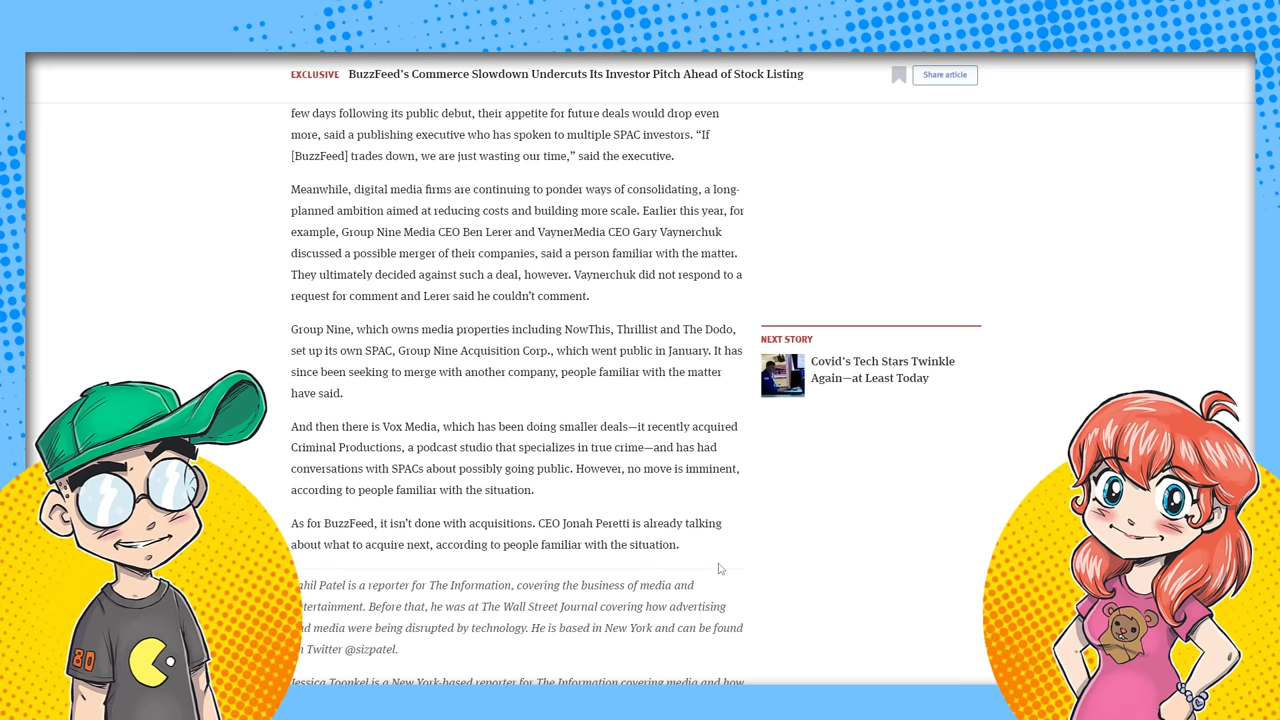 EXCLUSIVE BuzzFeed's Commerce Slowdown Undercuts Its Investor Pitch Ahead of Stock Listing
Share article
few days following its public debut, their appetite for future deals would drop even
more, said a publishing executive who has spoken to multiple SPAC investors. “If
[BuzzFeed] trades down, we are just wasting our time,” said the executive.
Meanwhile, digital media firms are continuing to ponder ways of consolidating, a long-
planned ambition aimed at reducing costs and building more scale. Earlier this year, for
example, Group Nine Media CEO Ben Lerer and VaynerMedia CEO Gary Vaynerchuk
discussed a possible merger of their companies, said a person familiar with the matter.
They ultimately decided against such a deal, however. Vaynerchuk did not respond to a
request for comment and Lerer said he couldn’t comment.
Group Nine, which owns media properties including NowThis, Thrillist and The Dodo,
set up its own SPAC, Group Nine Acquisition Corp., which went public in January. It has
since been seeking to merge with another company, people familiar with the matter
have said.
And then there is Vox Media, which has been doing smaller deals—it recently acquired
Criminal Productions, a podcast studio that specializes in true crime—and has had
conversations with SPACs about possibly going public. However, no move is imminent,
according to people familiar with the situation.
As for BuzzFeed, it isn’t done with acquisitions. CEO Jonah Peretti is already talking
about what to acquire next, according to people familiar with the situation.
ahil Patel is a reporter for The Information, covering the business of media and
tertainment. Before that, he was at The Wall Street Journal covering how advertising
nd media were being disrupted by technology. He is based in New York and can be found
n Twitter @sizpatel.
Jessica Toonkel is a New York-based reporter for The Information covering media and how
NEXT STORY
Covid’s Tech Stars Twinkle
Again—at Least Today
80